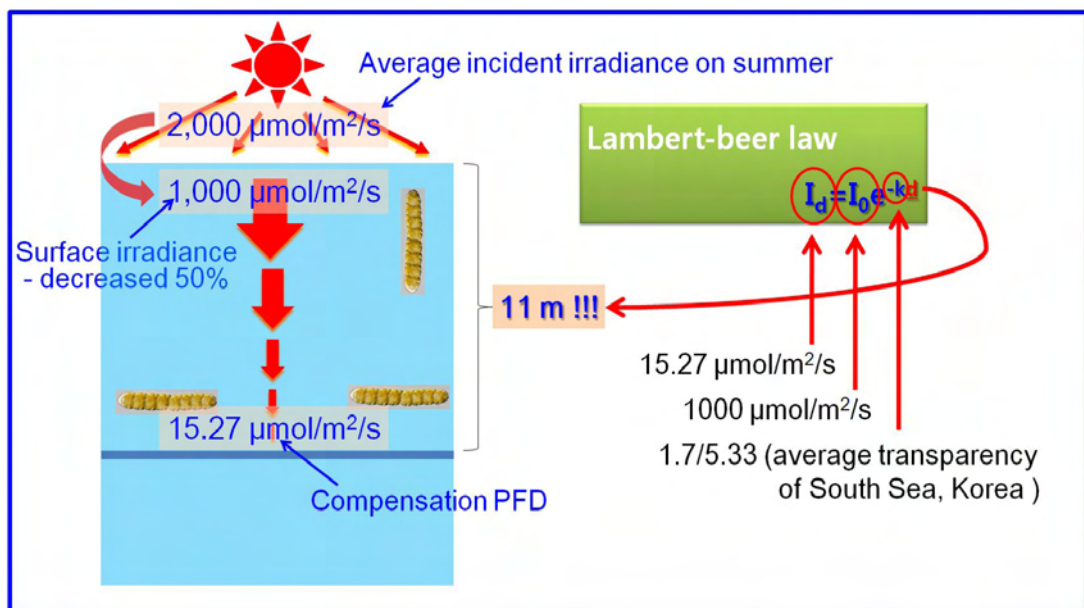 Average incident irradiance on summer
2,000 µmol/m²/s
1,000 µmol/m²/s
Surface irradiance
- decreased 50%
15.27 µmol/m²/s
Compensation PFD
11 m !!!
Lambert-beer law
I_d=I_0e^-kd
15.27 µmol/m²/s
1000 µmol/m²/s
1.7/5.33 (average transparency
of South Sea, Korea )